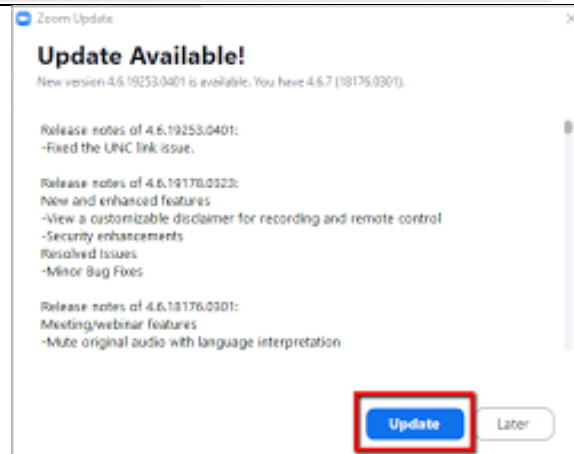 Zoom Update
Update Available!
New version 4.6.19253.0401 is available. You have 4.6.7 (18176.0301).
Release notes of 4.6.19253.0401:
-Fixed the UNC link issue.
Release notes of 4.6.19178.0323:
New and enhanced features
-View a customizable disclaimer for recording and remote control
-Security enhancements
Resolved Issues
-Minor Bug Fixes
Release notes of 4.6.18176.0301:
Meeting/webinar features
-Mute original audio with language interpretation
Update Later